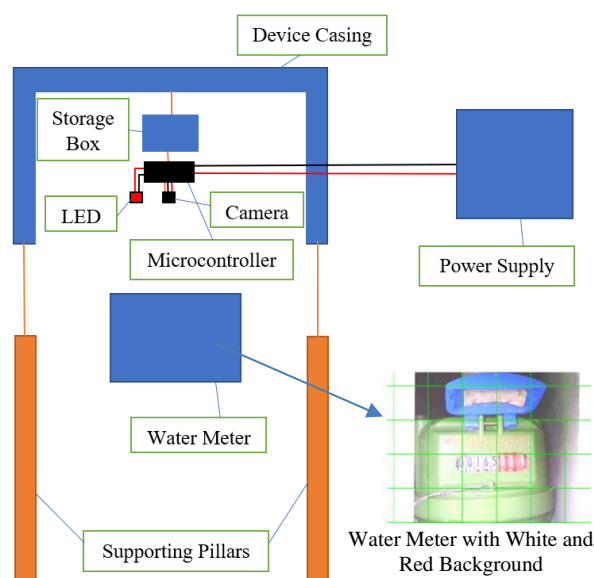 Device Casing
Storage
Box
LED
Camera
Microcontroller
Power Supply
Water Meter
Supporting Pillars
Water Meter with White and
Red Background